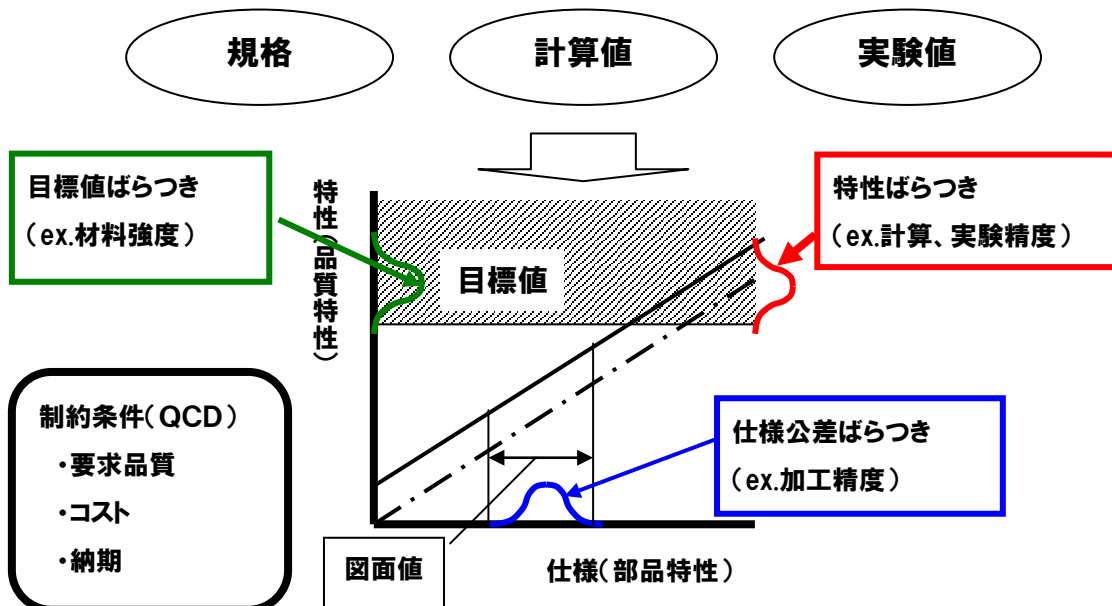 規格
計算値
実験値
目標値ばらつき
（ex.材料強度）
特性（品質特性）
目標値
特性ばらつき
（ex.計算、実験精度）
制約条件（QCD）
・要求品質
・コスト
・納期
仕様公差ばらつき
（ex.加工精度）
図面値
仕様（部品特性）